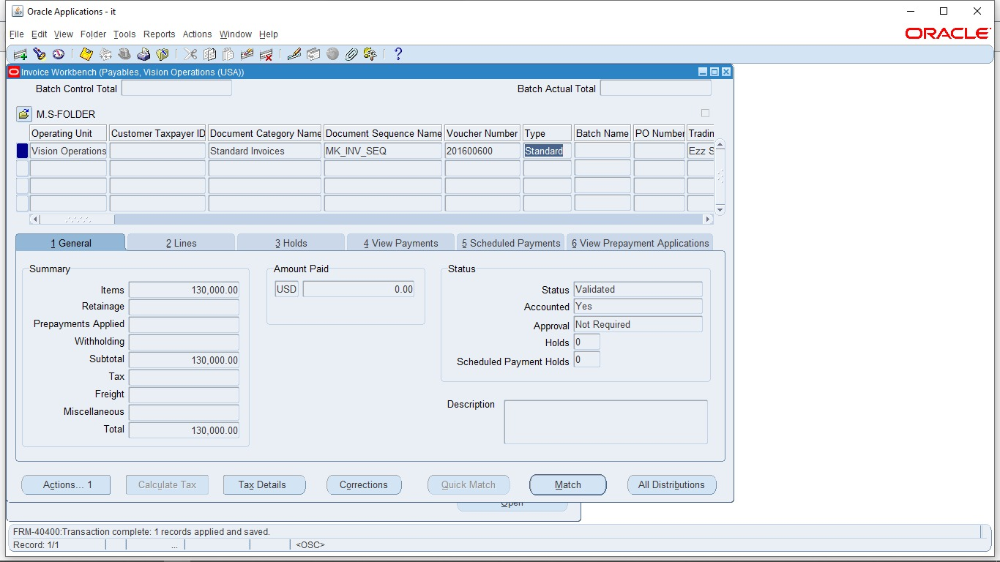 Oracle Applications - it
File Edit View Folder Tools Reports Actions Window Help
ORACLE
Invoice Workbench (Payables, Vision Operations (USA))
Batch Control Total Batch Actual Total
M.S-FOLDER
Operating Unit Customer Taxpayer ID Document Category Name Document Sequence Name Voucher Number Type Batch Name PO Number Tradin
Vision Operations Standard Invoices MK_INV_SEQ 201600600 Standard Ezz S
1 General 2 Lines 3 Holds 4 View Payments 5 Scheduled Payments 6 View Prepayment Applications
Summary
Items 130,000.00
Retainage
Prepayments Applied
Withholding
Subtotal 130,000.00
Tax
Freight
Miscellaneous
Total 130,000.00
Amount Paid
USD 0.00
Status
Status Validated
Accounted Yes
Approval Not Required
Holds 0
Scheduled Payment Holds 0
Description
Actions... 1 Calculate Tax Tax Details Corrections Quick Match Match All Distributions
Open
FRM-40400:Transaction complete: 1 records applied and saved.
Record: 1/1 ... <OSC>